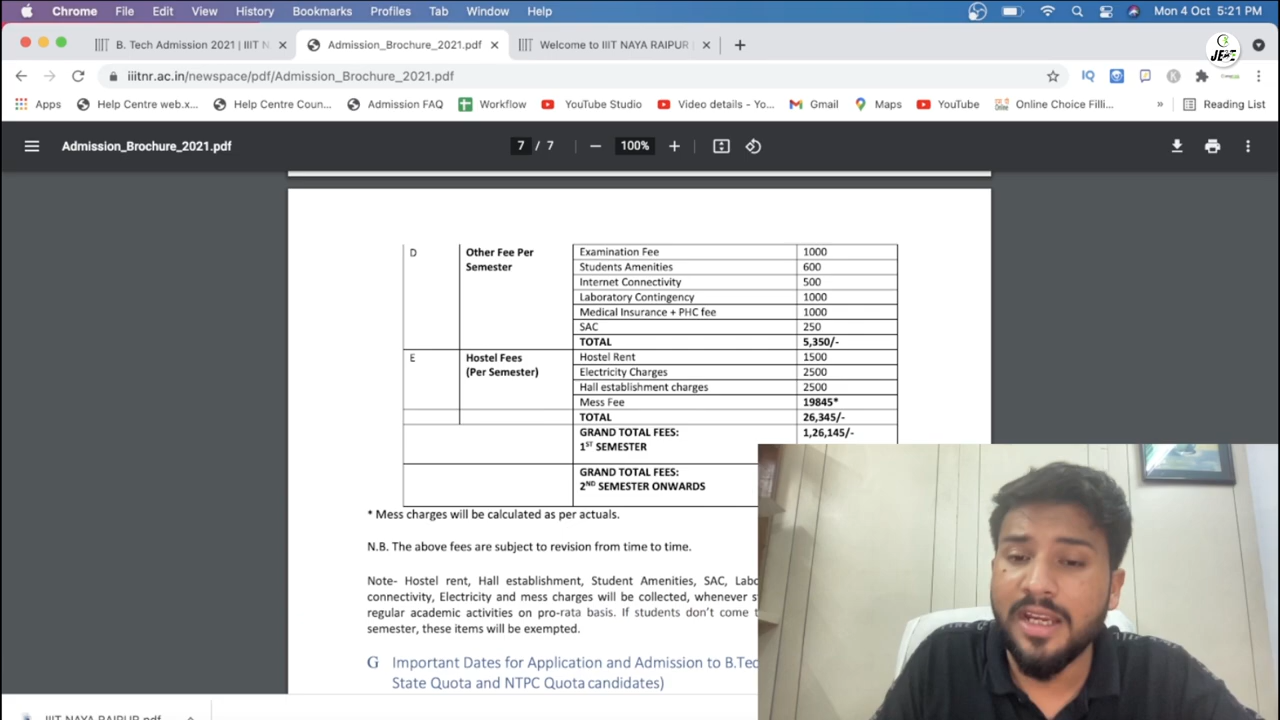 Chrome File Edit View History Bookmarks Profiles Tab Window Help Mon 4 Oct 5:21 PM
B. Tech Admission 2021 | IIIT N Admission_Brochure_2021.pdf Welcome to IIIT NAYA RAIPUR
iiitnr.ac.in/newspace/pdf/Admission_Brochure_2021.pdf
Apps Help Centre web.x... Help Centre Coun... Admission FAQ Workflow YouTube Studio Video details - Yo... Gmail Maps YouTube Online Choice Filli... » Reading List
Admission_Brochure_2021.pdf 7 / 7 100%
D Other Fee Per Semester
Examination Fee 1000
Students Amenities 600
Internet Connectivity 500
Laboratory Contingency 1000
Medical Insurance + PHC fee 1000
SAC 250
TOTAL 5,350/-
E Hostel Fees (Per Semester)
Hostel Rent 1500
Electricity Charges 2500
Hall establishment charges 2500
Mess Fee 19845*
TOTAL 26,345/-
GRAND TOTAL FEES: 1,26,145/-
1ST SEMESTER
GRAND TOTAL FEES:
2ND SEMESTER ONWARDS
* Mess charges will be calculated as per actuals.
N.B. The above fees are subject to revision from time to time.
Note- Hostel rent, Hall establishment, Student Amenities, SAC,
connectivity, Electricity and mess charges will be collected, whenever
regular academic activities on pro-rata basis. If students don't come
semester, these items will be exempted.
G Important Dates for Application and Admission to B.Tec
State Quota and NTPC Quota candidates)
IIIT NAYA RAIPUR.pdf